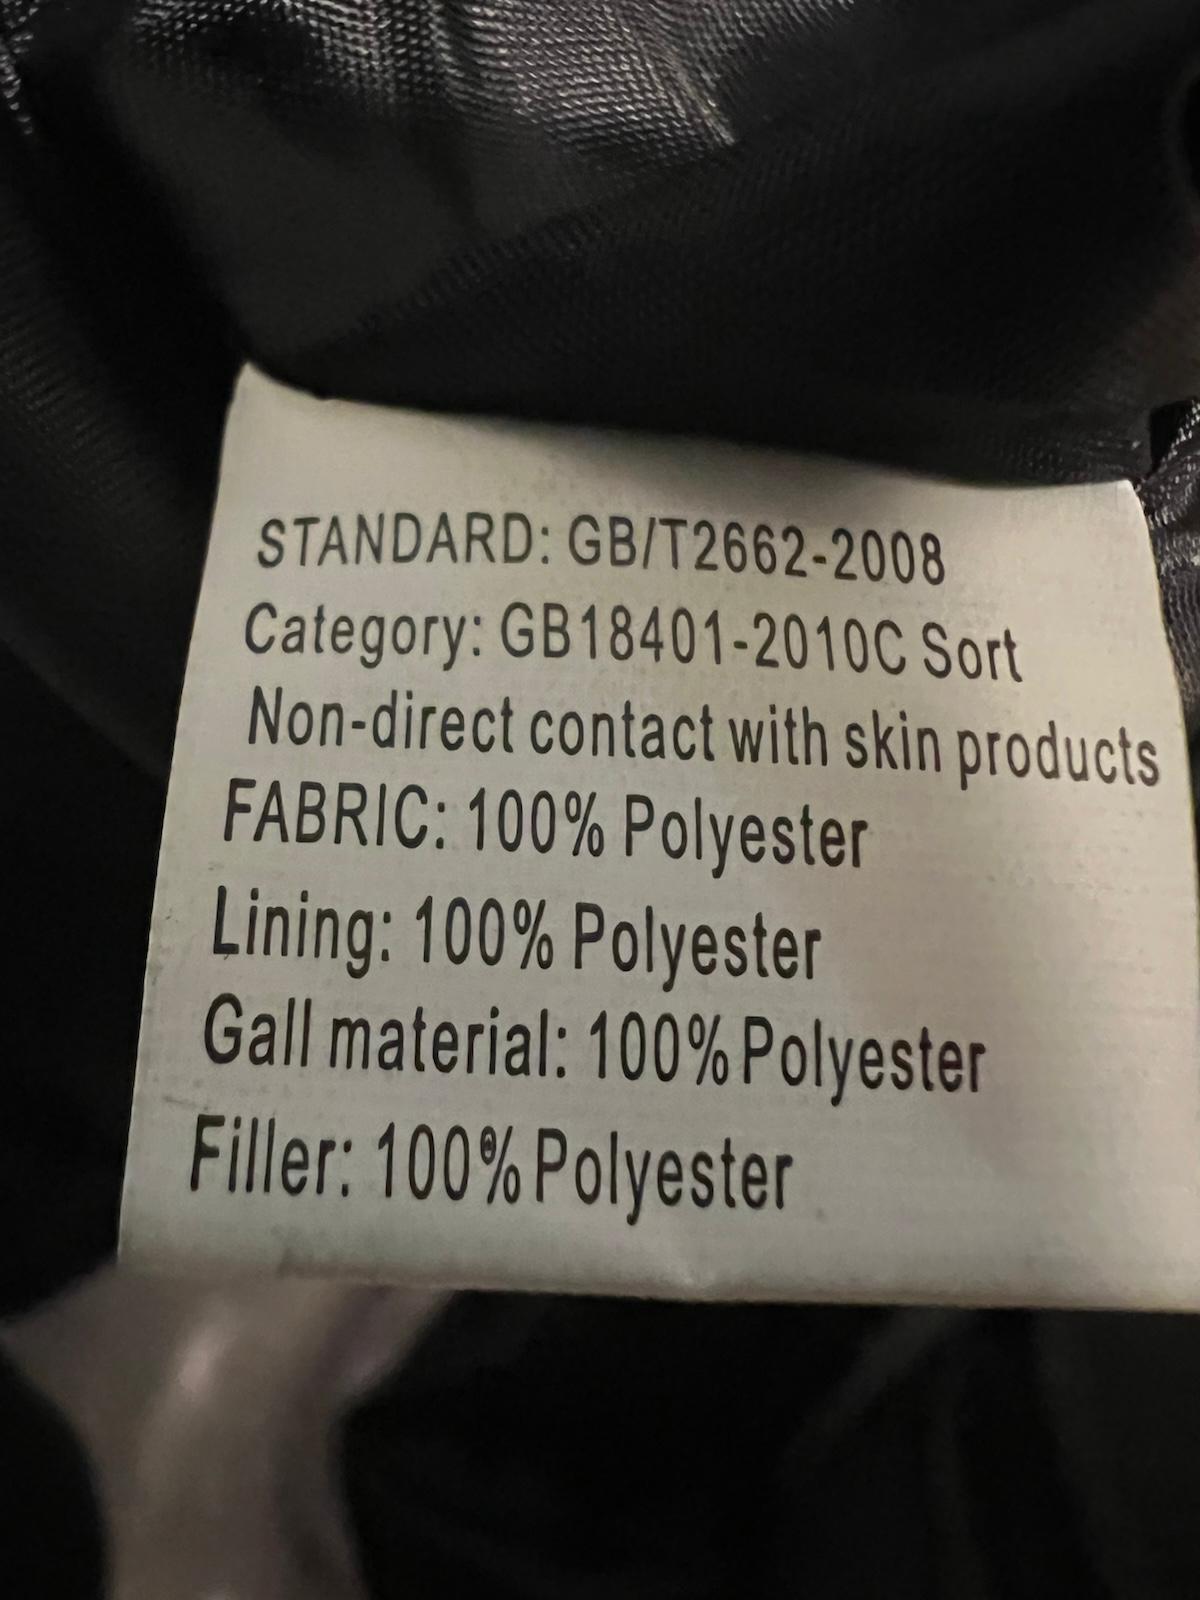 STANDARD: GB/T2662-2008
Category: GB18401-2010C Sort
Non-direct contact with skin products
FABRIC: 100% Polyester
Lining: 100% Polyester
Gall material: 100% Polyester
Filler: 100% Polyester